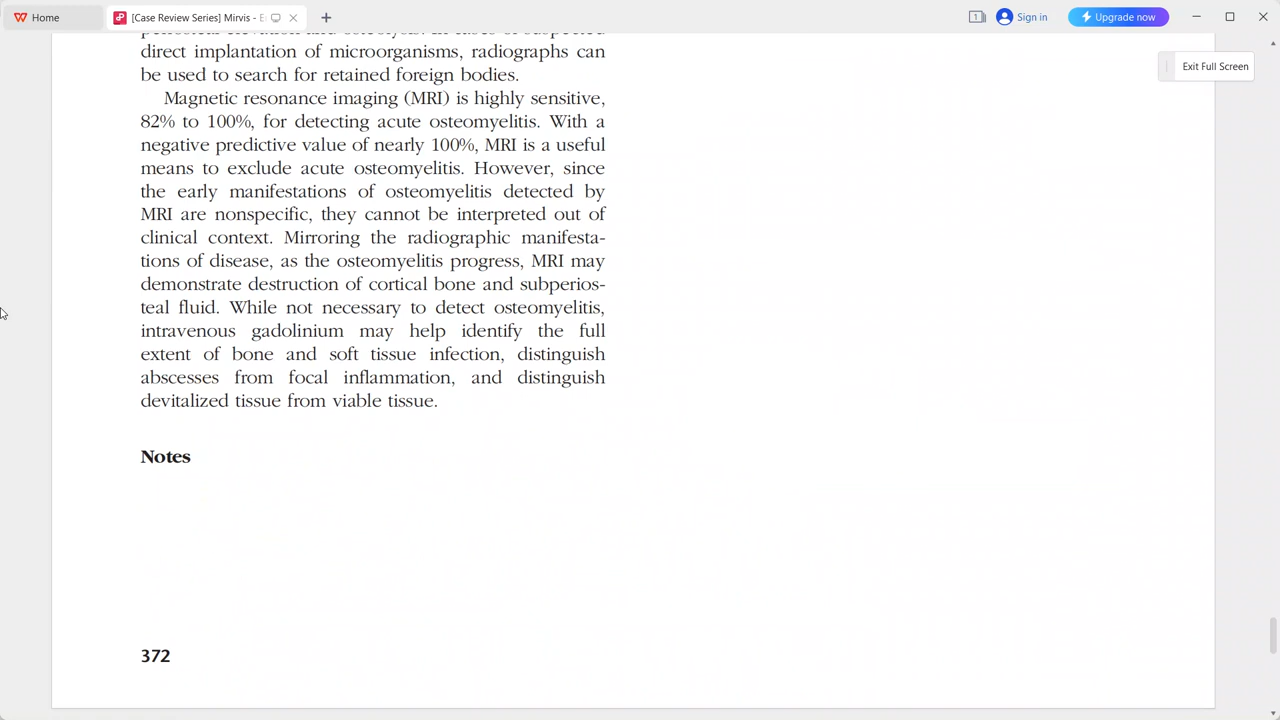 Home
[Case Review Series] Mirvis - E
Sign in
Upgrade now
Exit Full Screen
direct implantation of microorganisms, radiographs can
be used to search for retained foreign bodies.
Magnetic resonance imaging (MRI) is highly sensitive,
82% to 100%, for detecting acute osteomyelitis. With a
negative predictive value of nearly 100%, MRI is a useful
means to exclude acute osteomyelitis. However, since
the early manifestations of osteomyelitis detected by
MRI are nonspecific, they cannot be interpreted out of
clinical context. Mirroring the radiographic manifesta-
tions of disease, as the osteomyelitis progress, MRI may
demonstrate destruction of cortical bone and subperios-
teal fluid. While not necessary to detect osteomyelitis,
intravenous gadolinium may help identify the full
extent of bone and soft tissue infection, distinguish
abscesses from focal inflammation, and distinguish
devitalized tissue from viable tissue.
Notes
372